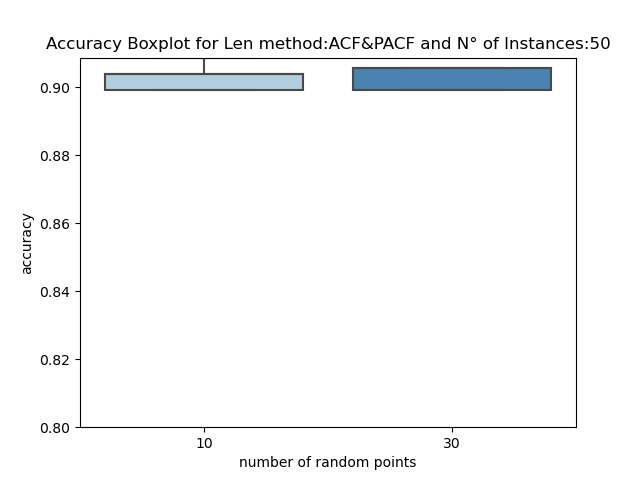 Accuracy Boxplot for Len method:ACF&PACF and N° of Instances:50
0.90
0.88
0.86
0.84
0.82
0.80
accuracy
10 30
number of random points